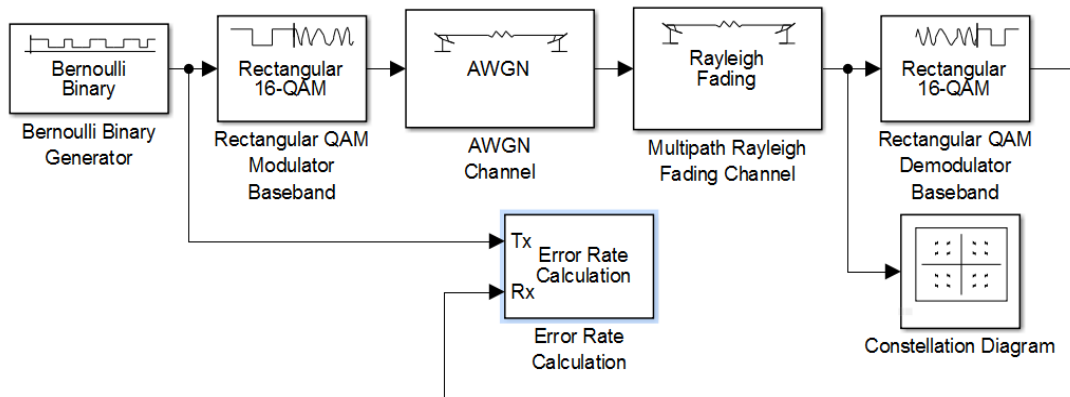 Bernoulli
Binary
Bernoulli Binary
Generator
Rectangular
16-QAM
Rectangular QAM
Modulator
Baseband
AWGN
AWGN
Channel
Rayleigh
Fading
Multipath Rayleigh
Fading Channel
Rectangular
16-QAM
Rectangular QAM
Demodulator
Baseband
Tx
Error Rate
Calculation
Rx
Error Rate
Calculation
Constellation Diagram